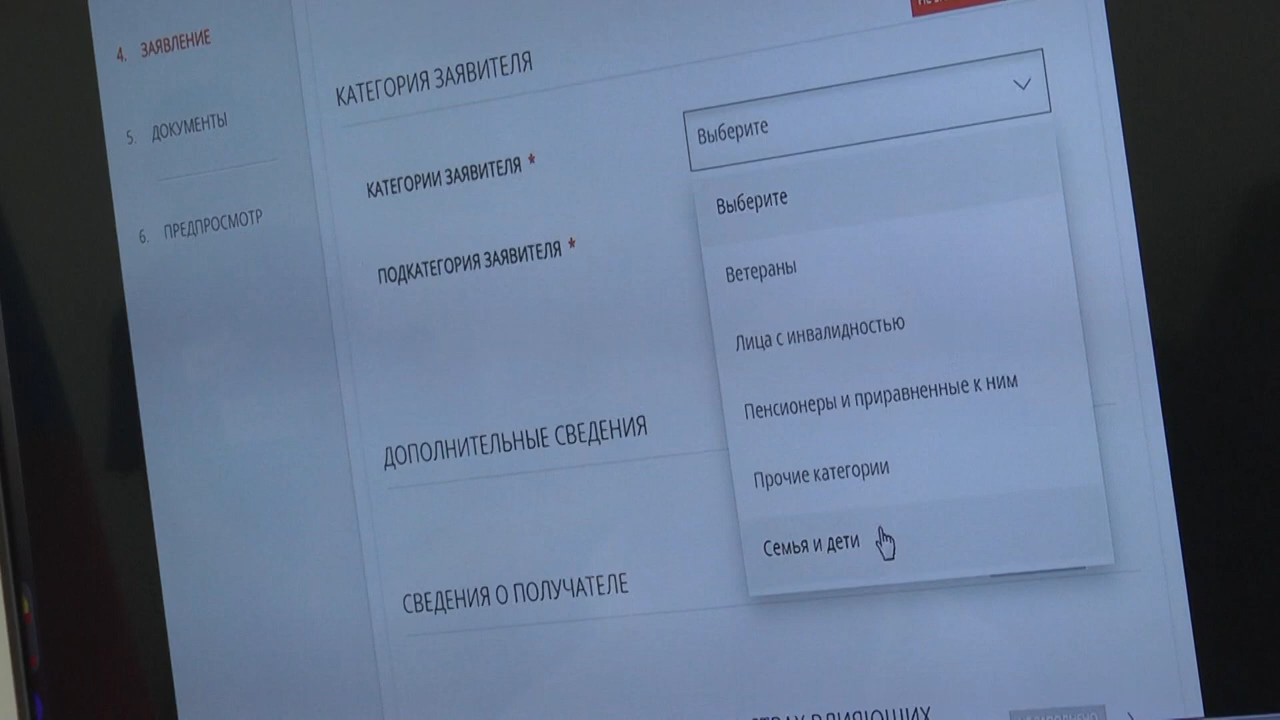 4. ЗАЯВЛЕНИЕ
5. ДОКУМЕНТЫ
6. ПРЕДПРОСМОТР
КАТЕГОРИЯ ЗАЯВИТЕЛЯ
КАТЕГОРИИ ЗАЯВИТЕЛЯ *
Выберите
Выберите
Ветераны
Лица с инвалидностью
Пенсионеры и приравненные к ним
Прочие категории
Семья и дети
ПОДКАТЕГОРИЯ ЗАЯВИТЕЛЯ *
ДОПОЛНИТЕЛЬНЫЕ СВЕДЕНИЯ
СВЕДЕНИЯ О ПОЛУЧАТЕЛЕ
ВЛИЯЮЩИХ